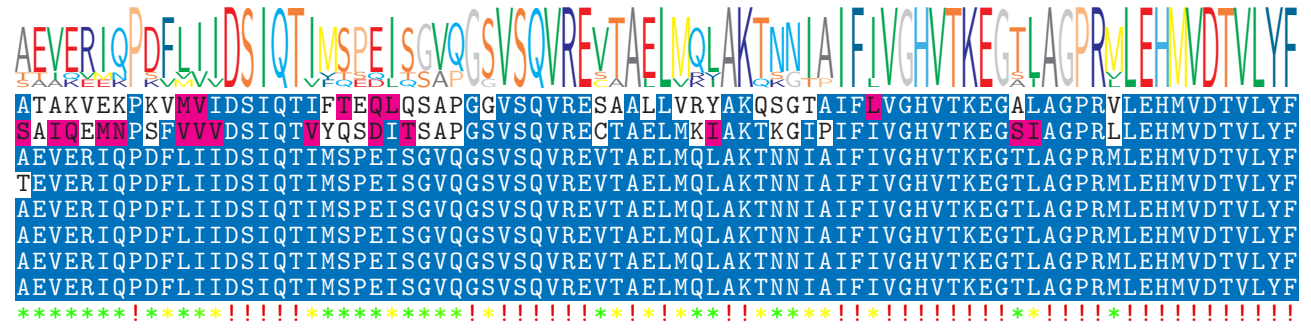 AEVERIQPDFLIIDSIQTIMSPEISGVQGSVSQVREVTAELMQLAKTNNIAIFIVGHVTKEGTLAGPRMLEHMVDTVLYF
ATAKVEKPKVMVIDSIQTIFTEQLQSAPGGVSQVRESAALLVRYAKQSGTAIFLVGHVTKEGALAGPRVLEHMVDTVLYF
SAIQEMNPSFVVVDSIQTVYQSDITSAPGSVSQVRECTAELMKIAKTKGIPIFIVGHVTKEGSIAGPRLLEHMVDTVLYF
AEVERIQPDFLIIDSIQTIMSPEISGVQGSVSQVREVTAELMQLAKTNNIAIFIVGHVTKEGTLAGPRMLEHMVDTVLYF
TEVERIQPDFLIIDSIQTIMSPEISGVQGSVSQVREVTAELMQLAKTNNIAIFIVGHVTKEGTLAGPRMLEHMVDTVLYF
AEVERIQPDFLIIDSIQTIMSPEISGVQGSVSQVREVTAELMQLAKTNNIAIFIVGHVTKEGTLAGPRMLEHMVDTVLYF
AEVERIQPDFLIIDSIQTIMSPEISGVQGSVSQVREVTAELMQLAKTNNIAIFIVGHVTKEGTLAGPRMLEHMVDTVLYF
AEVERIQPDFLIIDSIQTIMSPEISGVQGSVSQVREVTAELMQLAKTNNIAIFIVGHVTKEGTLAGPRMLEHMVDTVLYF
AEVERIQPDFLIIDSIQTIMSPEISGVQGSVSQVREVTAELMQLAKTNNIAIFIVGHVTKEGTLAGPRMLEHMVDTVLYF
*******!*****!!!!!**********!*!!!!!!**!*!***!!*****!!*!!!!!!!!**!!!!*!!!!!!!!!!!